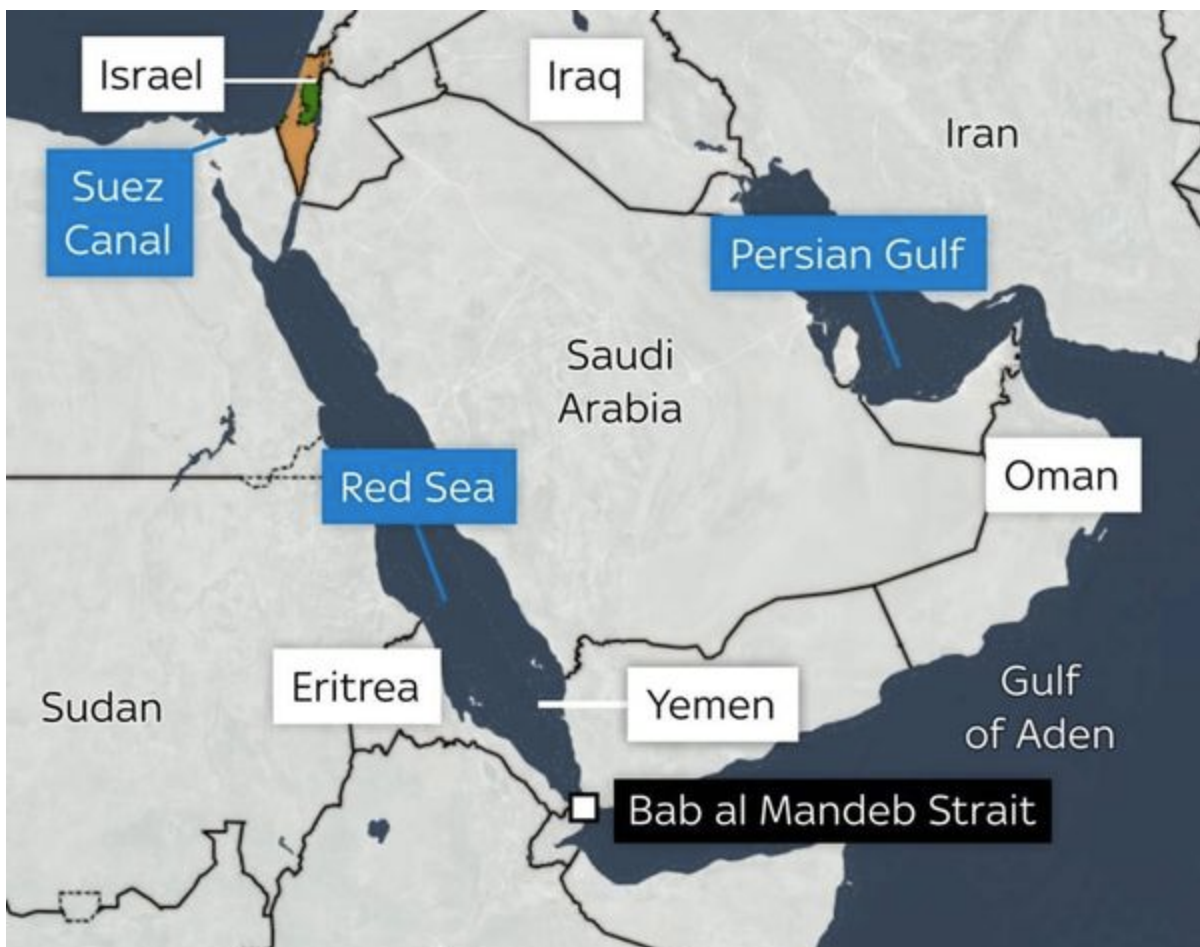 Israel
Iraq
Iran
Suez
Canal
Persian Gulf
Saudi
Arabia
Red Sea
Oman
Eritrea
Sudan
Yemen
Gulf
of Aden
Bab al Mandeb Strait